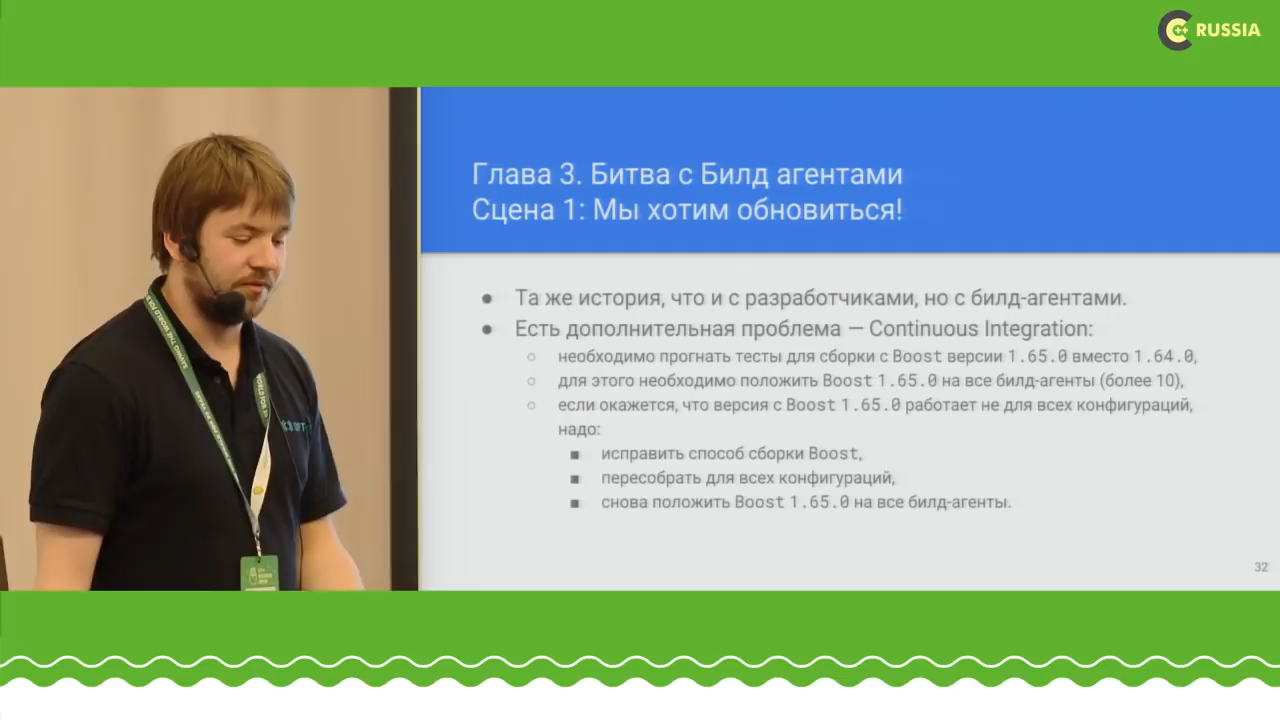 C++ RUSSIA
Глава 3. Битва с Билд агентами
Сцена 1: Мы хотим обновиться!
● Та же история, что и с разработчиками, но с билд-агентами.
● Есть дополнительная проблема — Continuous Integration:
○ необходимо прогнать тесты для сборки с Boost версии 1.65.0 вместо 1.64.0,
○ для этого необходимо положить Boost 1.65.0 на все билд-агенты (более 10),
○ если окажется, что версия с Boost 1.65.0 работает не для всех конфигураций,
надо:
■ исправить способ сборки Boost,
■ пересобрать для всех конфигураций,
■ снова положить Boost 1.65.0 на все билд-агенты.
32